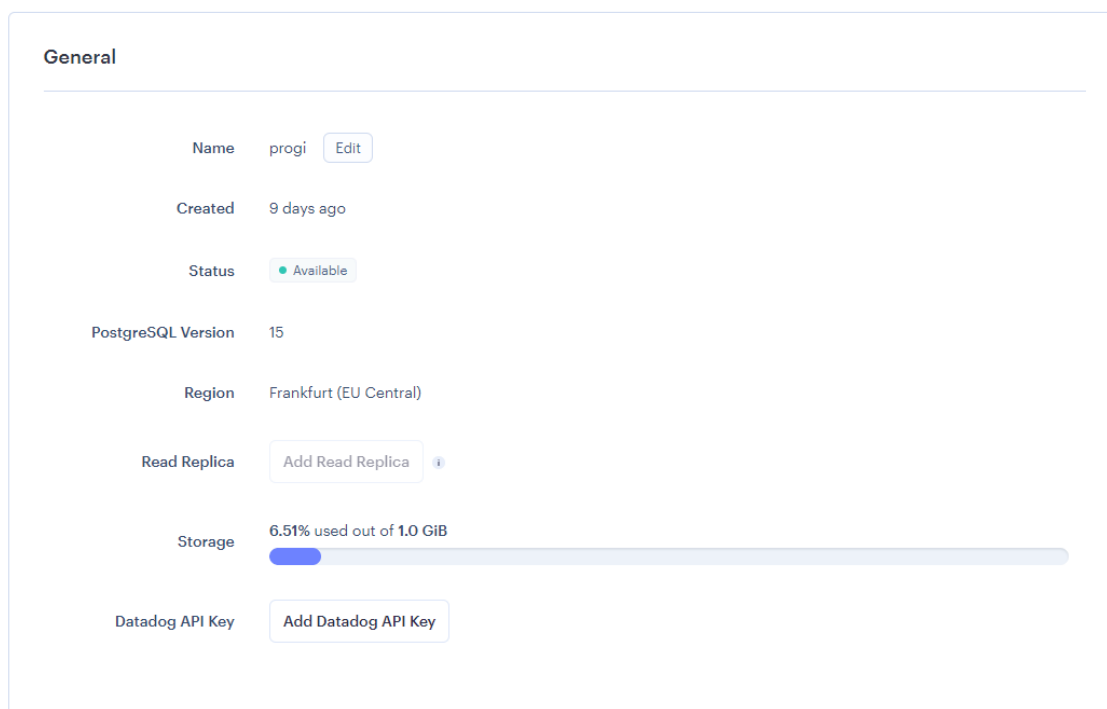 General
Name progi Edit
Created 9 days ago
Status Available
PostgreSQL Version 15
Region Frankfurt (EU Central)
Read Replica Add Read Replica i
Storage 6.51% used out of 1.0 GiB
Datadog API Key Add Datadog API Key